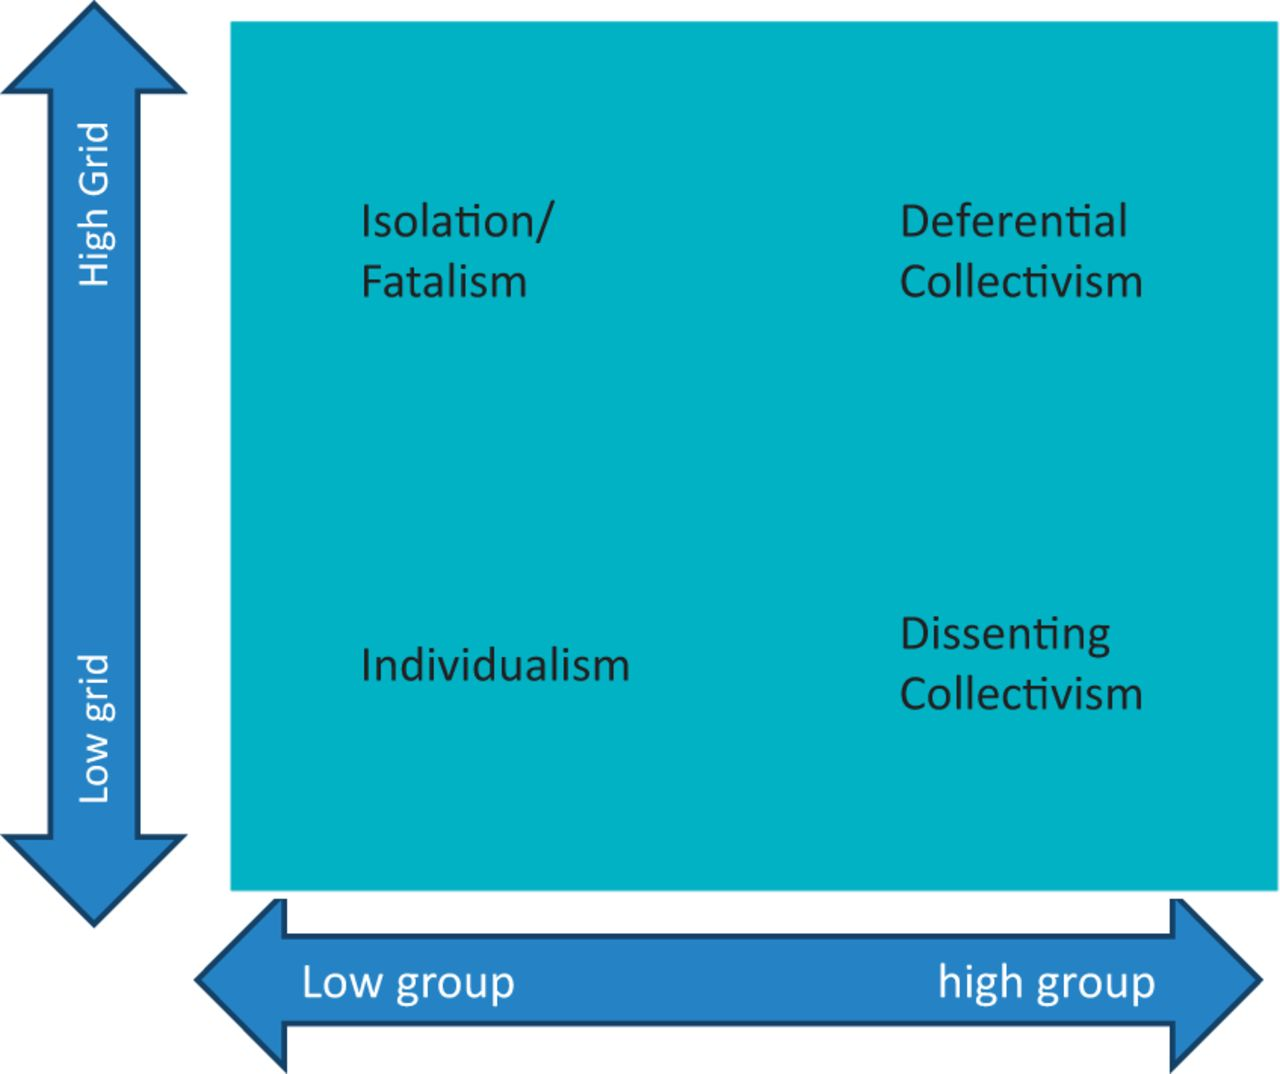 High Grid
Low grid
Isolation/
Fatalism
Deferential
Collectivism
Individualism
Dissenting
Collectivism
Low group
high group